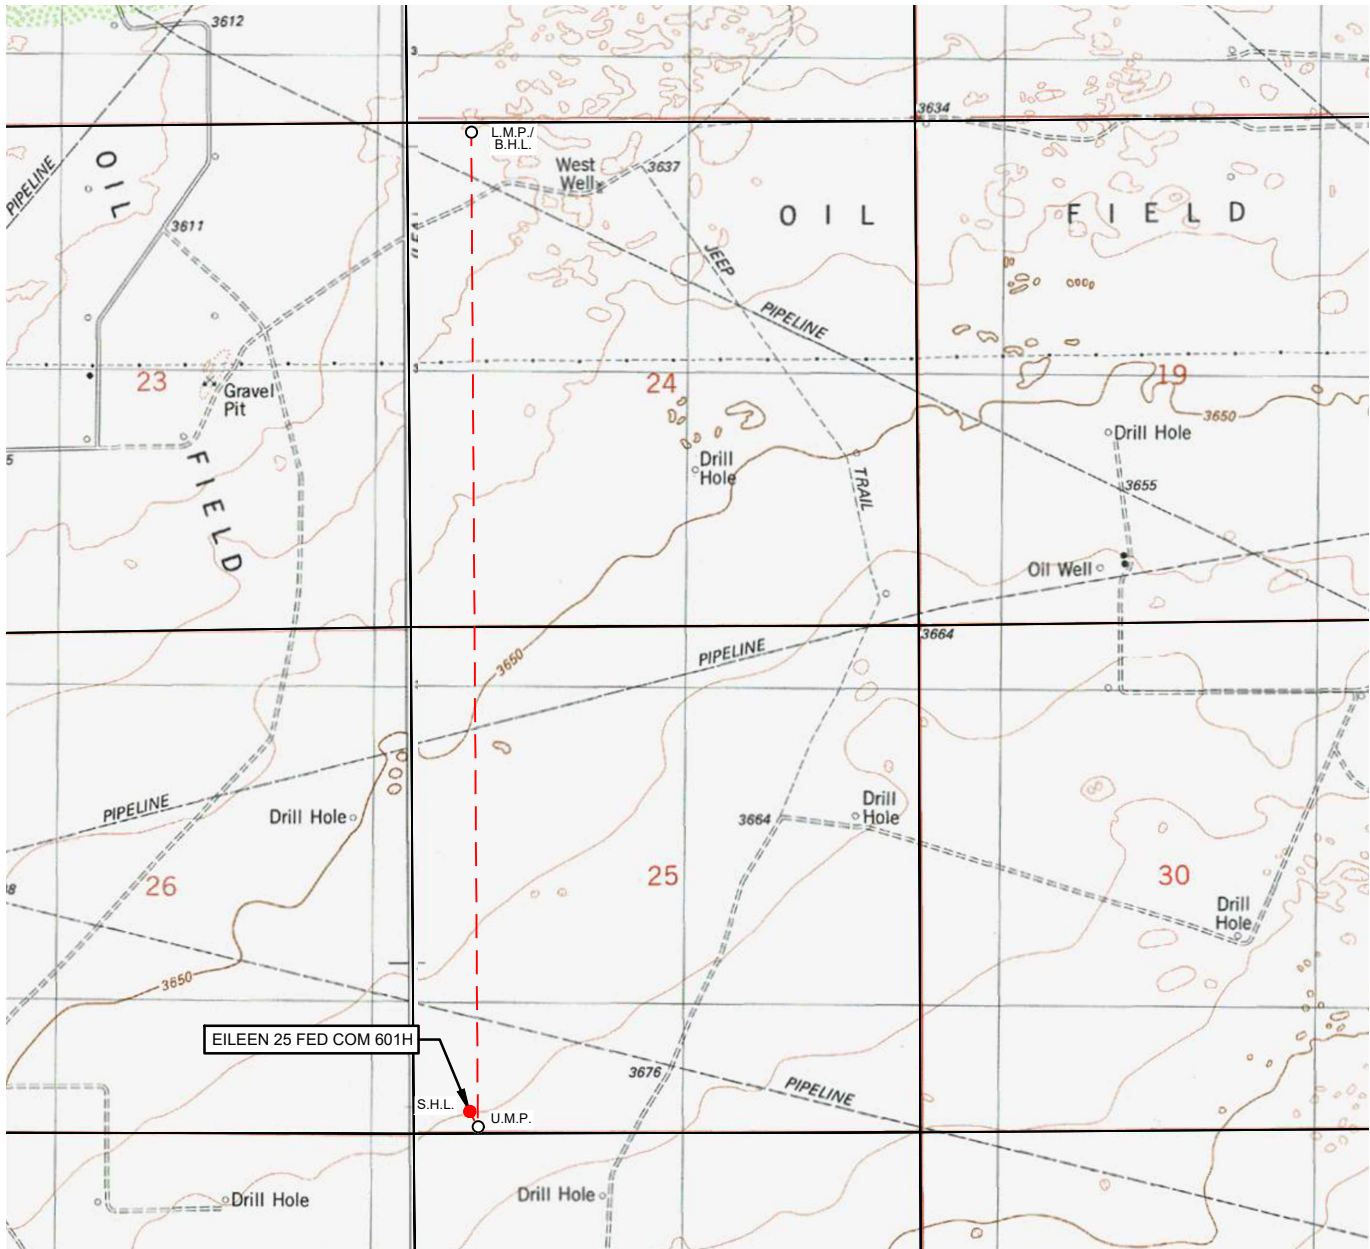 3612
3634
L.M.P./
B.H.L.
PIPELINE
OIL
West
Well
3637
OIL
FIELD
3611
JEEP
PIPELINE
23
Gravel
Pit
24
19
3650
Drill Hole
5
FIELD
Drill
Hole
TRAIL
3655
Oil Well
3664
PIPELINE
3650
PIPELINE
Drill Hole
3664
Drill
Hole
26
25
30
Drill
Hole
3650
EILEEN 25 FED COM 601H
3676
PIPELINE
S.H.L.
U.M.P.
Drill Hole
Drill Hole